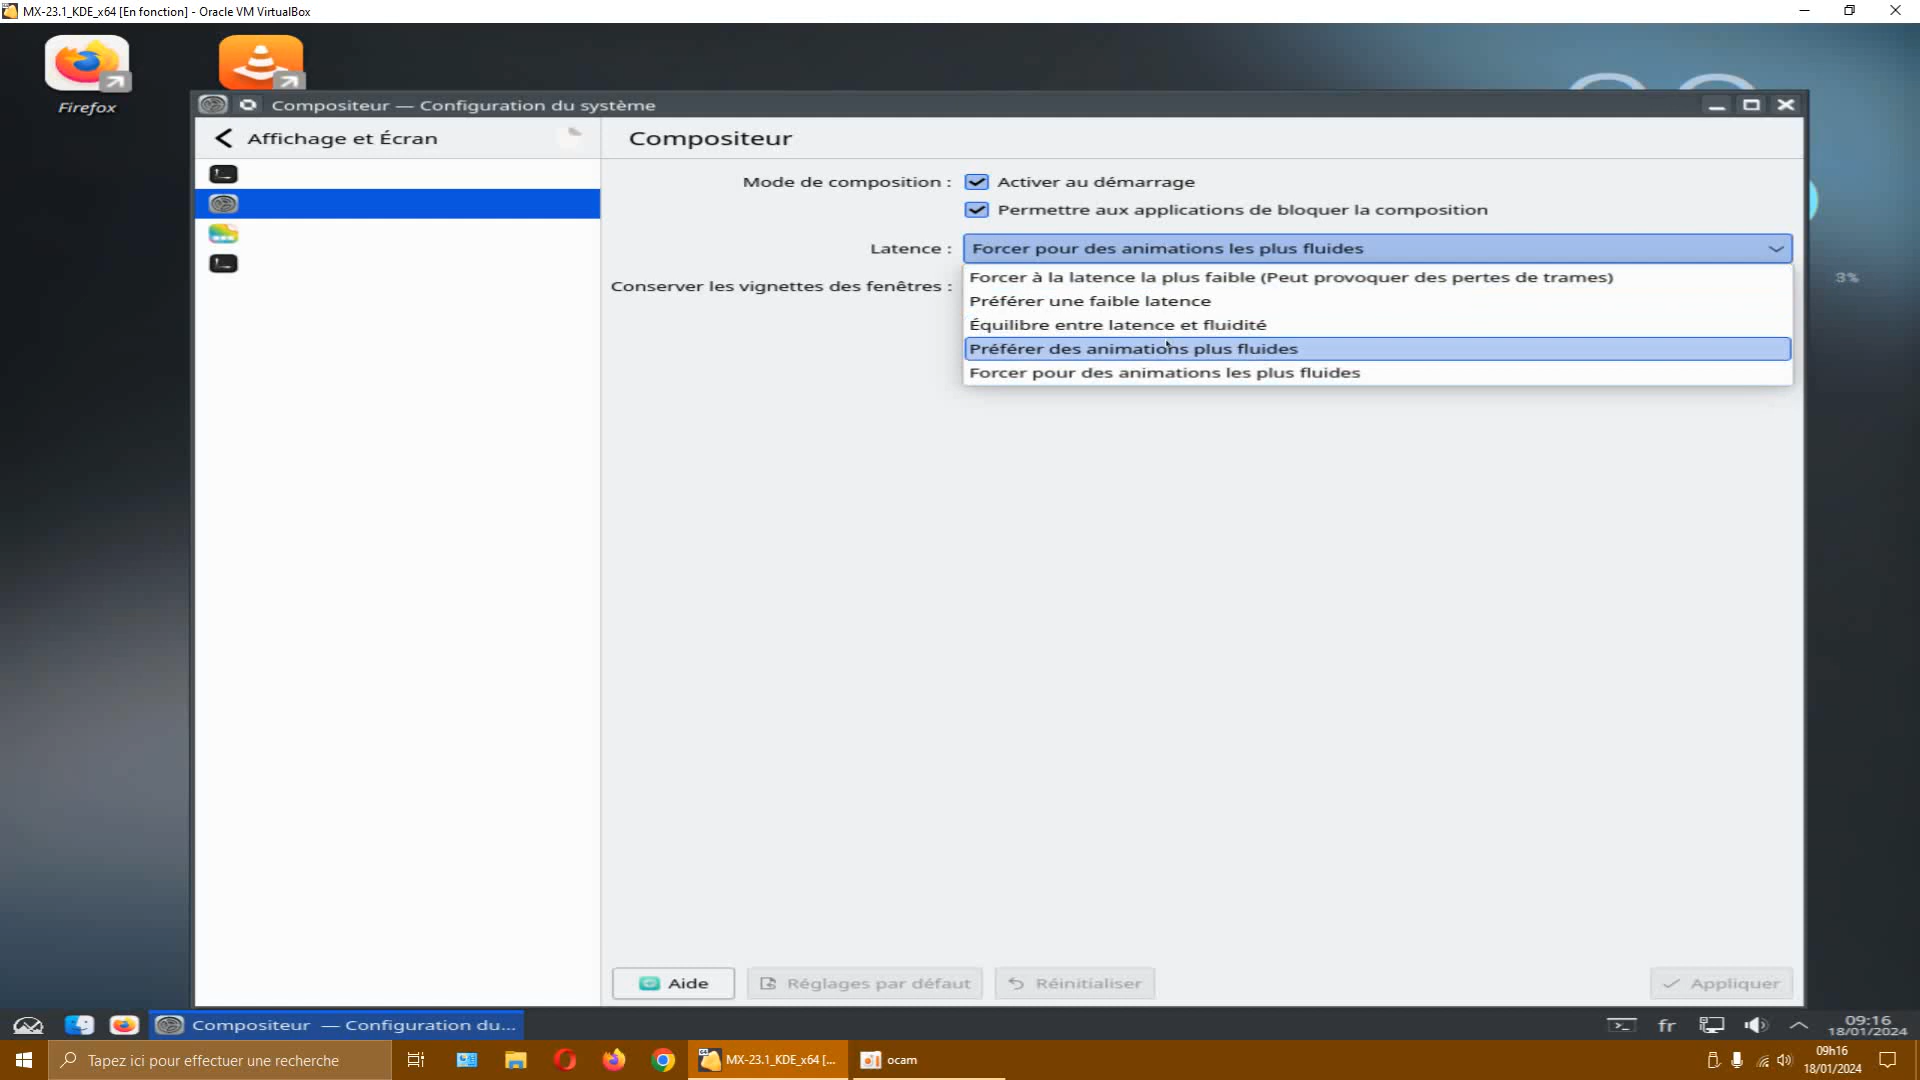 MX-23.1_KDE_x64 [En fonction] - Oracle VM VirtualBox
Firefox
Compositeur — Configuration du système
Affichage et Écran
Compositeur
Mode de composition :
Activer au démarrage
Permettre aux applications de bloquer la composition
Latence :
Forcer pour des animations les plus fluides
Forcer à la latence la plus faible (Peut provoquer des pertes de trames)
3%
Conserver les vignettes des fenêtres :
Préférer une faible latence
Équilibre entre latence et fluidité
Préférer des animations plus fluides
Forcer pour des animations les plus fluides
Aide
Réglages par défaut
Réinitialiser
Appliquer
Compositeur — Configuration du...
fr
09:16
18/01/2024
Tapez ici pour effectuer une recherche
MX-23.1_KDE_x64 [...
ocam
09h16
18/01/2024